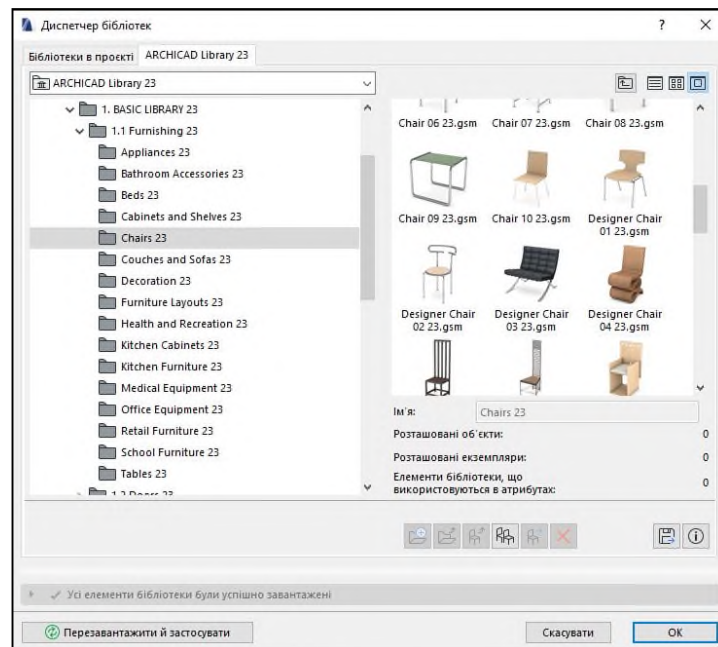 Диспетчер бібліотек
?
Бібліотеки в проєкті
ARCHICAD Library 23
ARCHICAD Library 23
1. BASIC LIBRARY 23
1.1 Furnishing 23
Appliances 23
Bathroom Accessories 23
Beds 23
Cabinets and Shelves 23
Chairs 23
Couches and Sofas 23
Decoration 23
Furniture Layouts 23
Health and Recreation 23
Kitchen Cabinets 23
Kitchen Furniture 23
Medical Equipment 23
Office Equipment 23
Retail Furniture 23
School Furniture 23
Tables 23
1.2 Doors 23
Chair 06 23.gsm Chair 07 23.gsm Chair 08 23.gsm
Chair 09 23.gsm Chair 10 23.gsm Designer Chair
01 23.gsm
Designer Chair Designer Chair Designer Chair
02 23.gsm 03 23.gsm 04 23.gsm
Ім'я: Chairs 23
Розташовані об'єкти: 0
Розташовані екземпляри: 0
Елементи бібліотеки, що
використовуються в атрибутах: 0
Усі елементи бібліотеки були успішно завантажені
Перезавантажити й застосувати
Скасувати
ОК